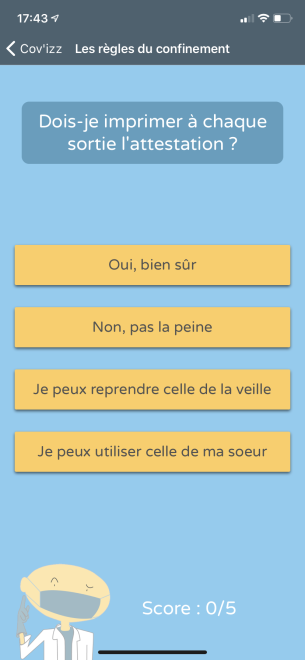 17:43
Cov'izz Les règles du confinement
Dois-je imprimer à chaque
sortie l'attestation ?
Oui, bien sûr
Non, pas la peine
Je peux reprendre celle de la veille
Je peux utiliser celle de ma soeur
Score : 0/5